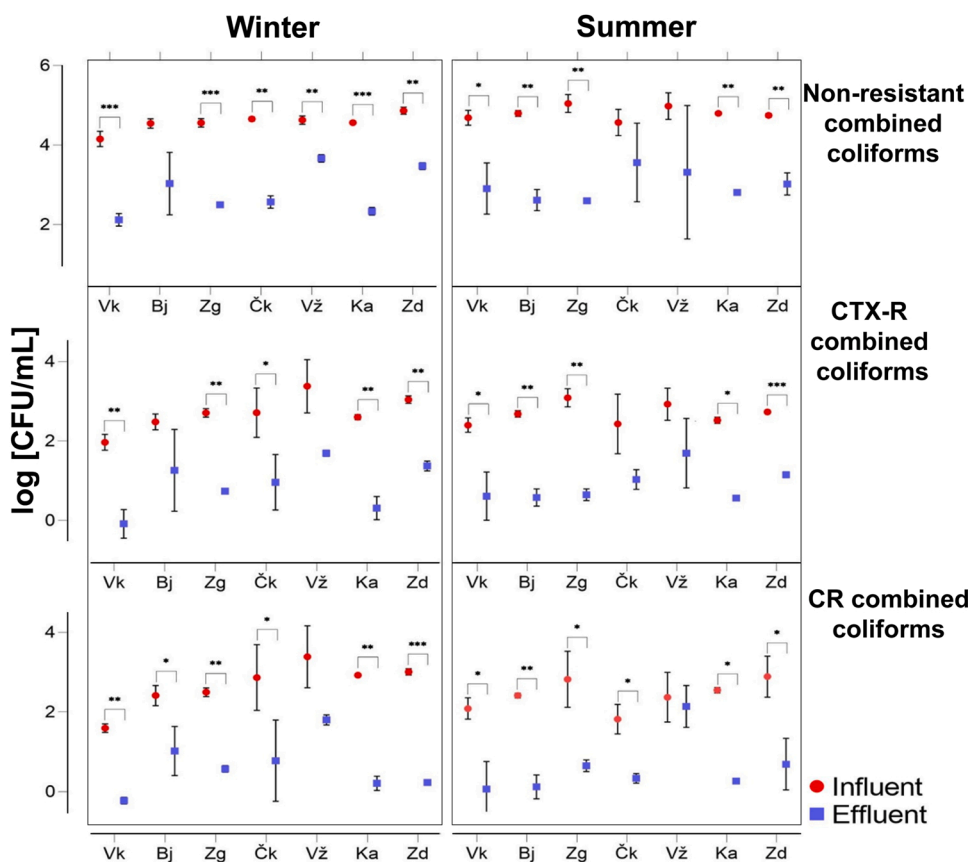 Winter Summer
6
4
2
*** *** ** ** *** **
* ** ** ** **
Non-resistant
combined
coliforms
Vk Bj Zg Čk Vž Ka Zd
Vk Bj Zg Čk Vž Ka Zd
log [CFU/mL]
4
2
0
** ** * ** **
* ** ** * ***
CTX-R
combined
coliforms
Vk Bj Zg Čk Vž Ka Zd
Vk Bj Zg Čk Vž Ka Zd
4
2
0
** * ** * ** ***
* ** * * * *
CR combined
coliforms
Influent
Effluent
Vk Bj Zg Čk Vž Ka Zd
Vk Bj Zg Čk Vž Ka Zd